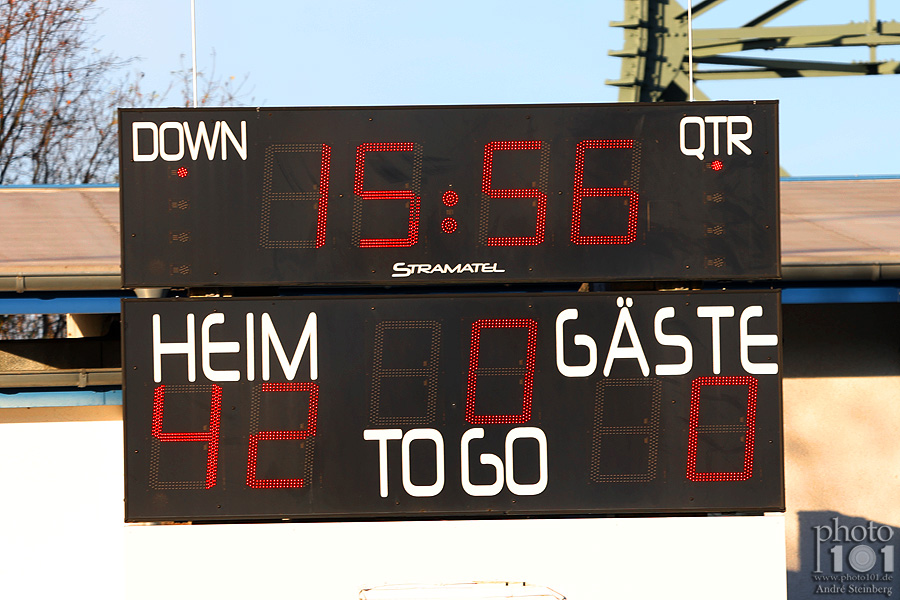 DOWN 15:56 QTR
STRAMATEL
HEIM 0 GÄSTE
42 TO GO 0
photo
101
www.photo101.de
André Steinberg